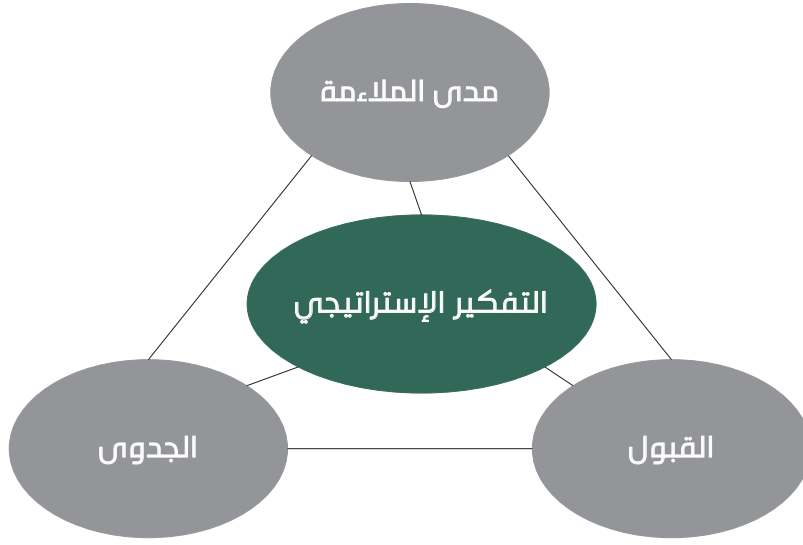 مدى الملاءمة
التفكير الإستراتيجي
القبول
الجدوى